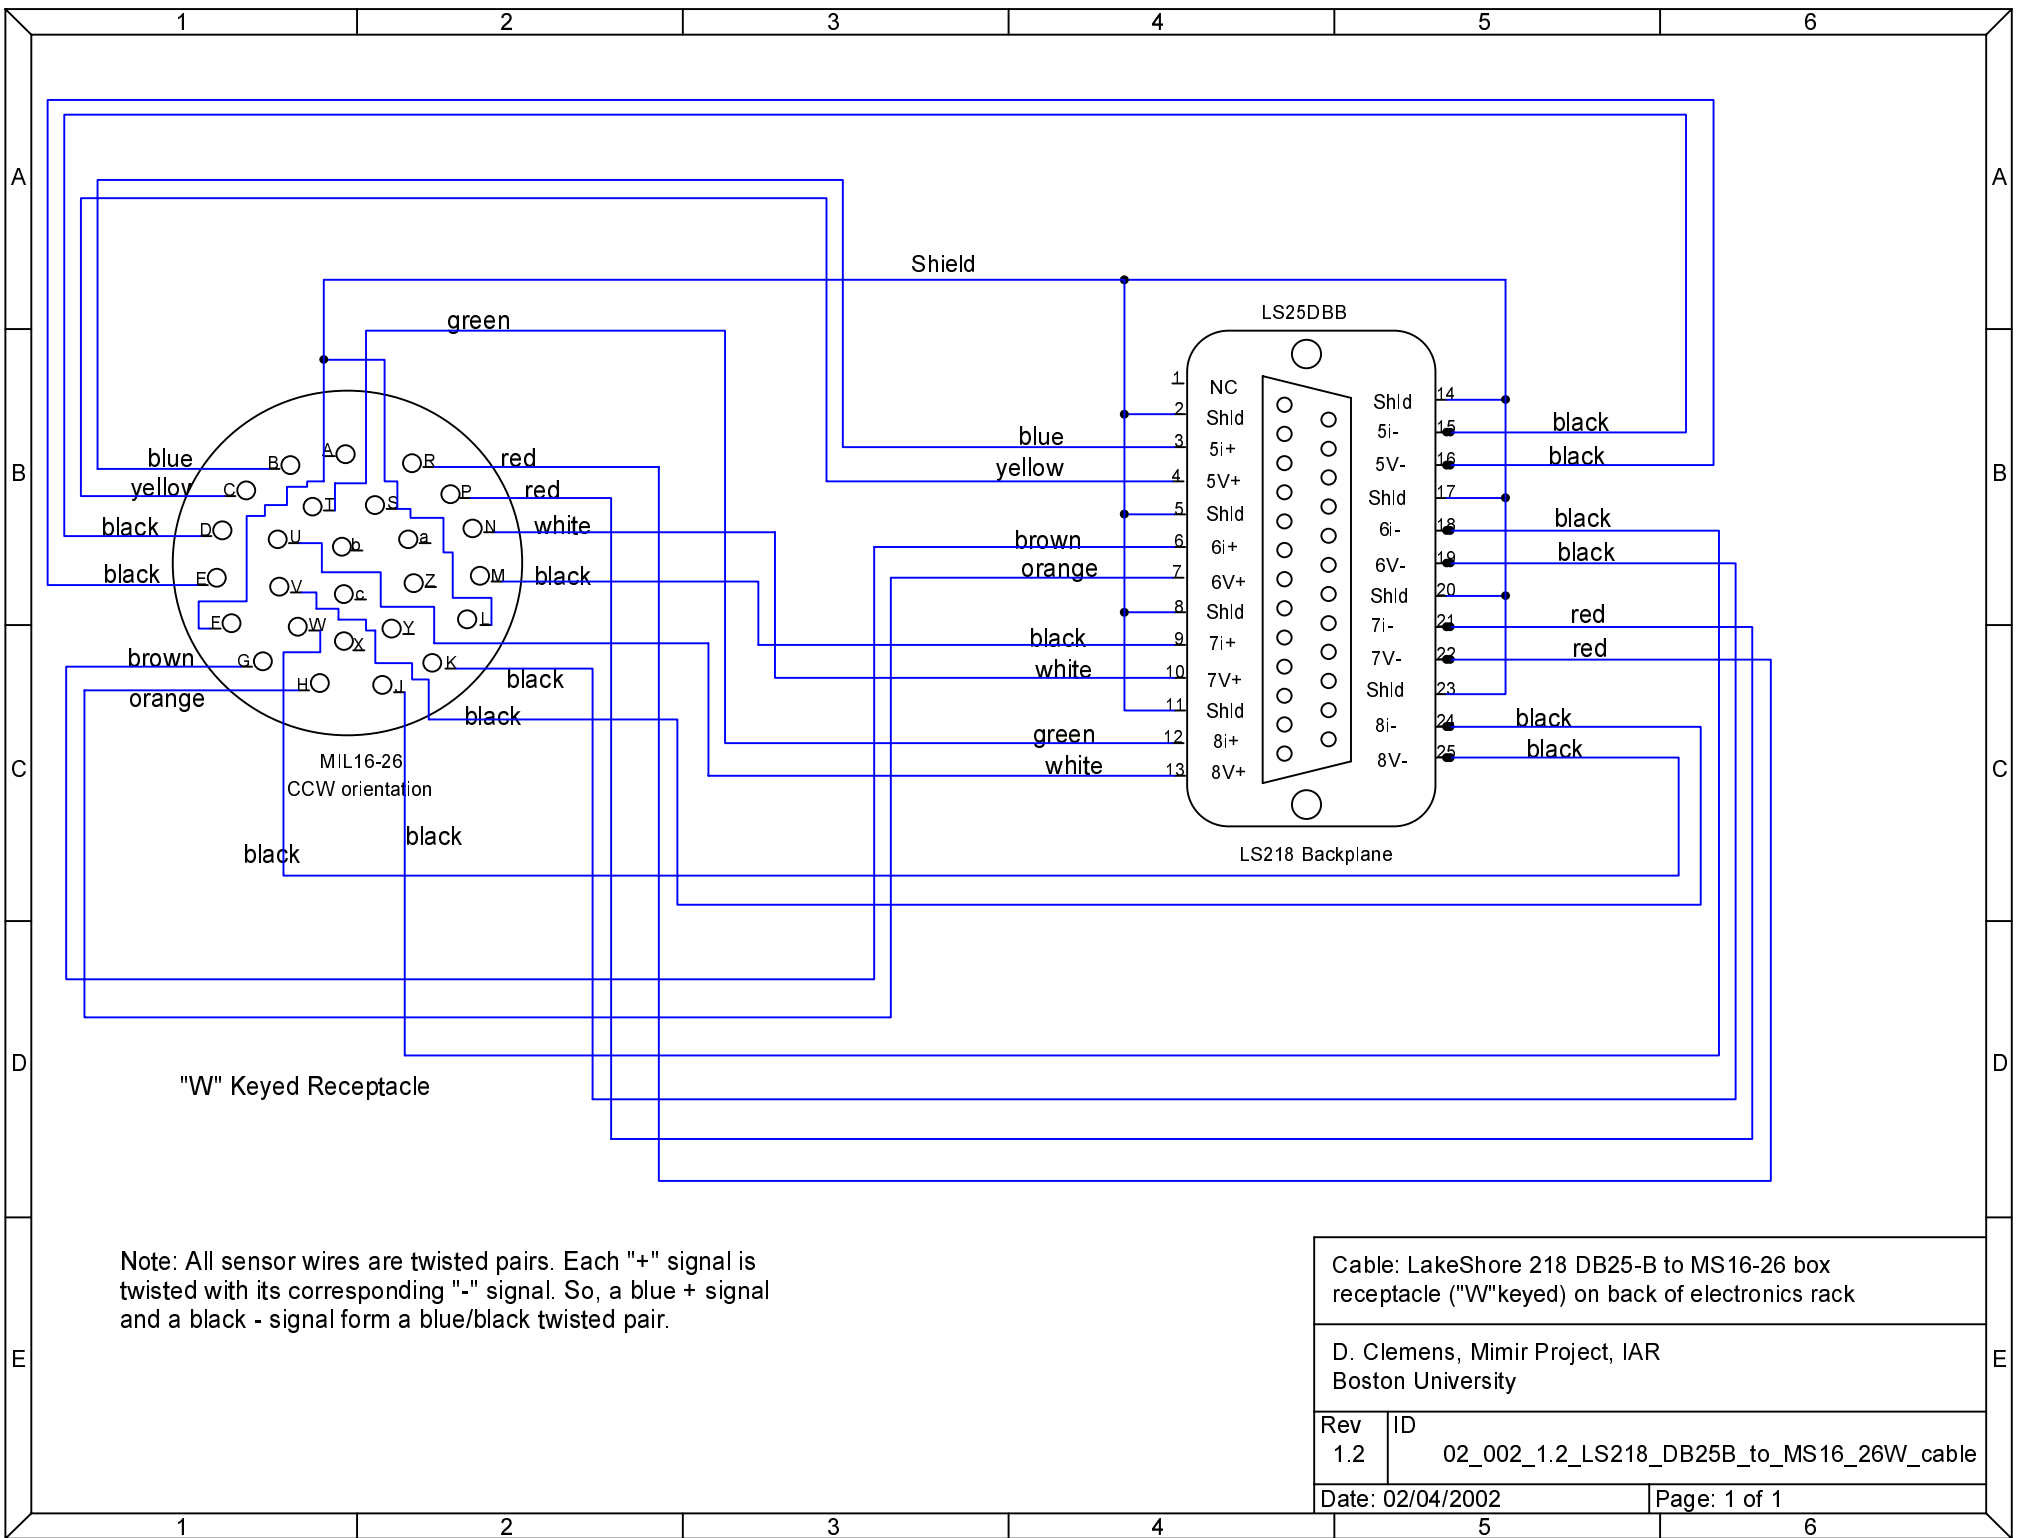 1 2 3 4 5 6
A A
Shield
LS25DBB
green
B B
1 NC
2 Shld
3 5i+
4 5V+
5 Shld
6 6i+
7 6V+
8 Shld
9 7i+
10 7V+
11 Shld
12 8i+
13 8V+
Shld 14
5i- 15
5V- 16
Shld 17
6i- 18
6V- 19
Shld 20
7i- 21
7V- 22
Shld 23
8i- 24
8V- 25
blue
yellow
brown
orange
black
white
green
white
black
black
black
black
red
red
black
black
blue B
yellow C
black D
black E
F
brown G
orange H
A
R red
P red
N white
M black
L
K black
J
T
S
U
b
a
V
c
Z
W
X
Y
black
MIL16-26
CCW orientation
black
black
LS218 Backplane
C C
D D
"W" Keyed Receptacle
Note: All sensor wires are twisted pairs. Each "+" signal is
twisted with its corresponding "-" signal. So, a blue + signal
and a black - signal form a blue/black twisted pair.
Cable: LakeShore 218 DB25-B to MS16-26 box
receptacle ("W"keyed) on back of electronics rack
D. Clemens, Mimir Project, IAR
Boston University
E E
Rev ID
1.2 02_002_1.2_LS218_DB25B_to_MS16_26W_cable
Date: 02/04/2002 Page: 1 of 1
1 2 3 4 5 6